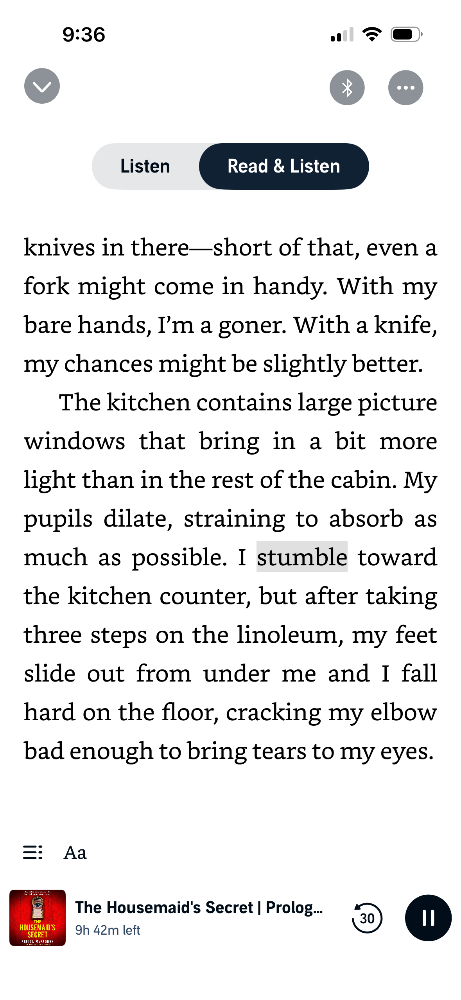 9:36
Listen
Read & Listen
knives in there—short of that, even a
fork might come in handy. With my
bare hands, I’m a goner. With a knife,
my chances might be slightly better.
The kitchen contains large picture
windows that bring in a bit more
light than in the rest of the cabin. My
pupils dilate, straining to absorb as
much as possible. I stumble toward
the kitchen counter, but after taking
three steps on the linoleum, my feet
slide out from under me and I fall
hard on the floor, cracking my elbow
bad enough to bring tears to my eyes.
Aa
THE
HOUSEMAID'S
SECRET
FREIDA McFADDEN
The Housemaid's Secret | Prolog...
9h 42m left
30